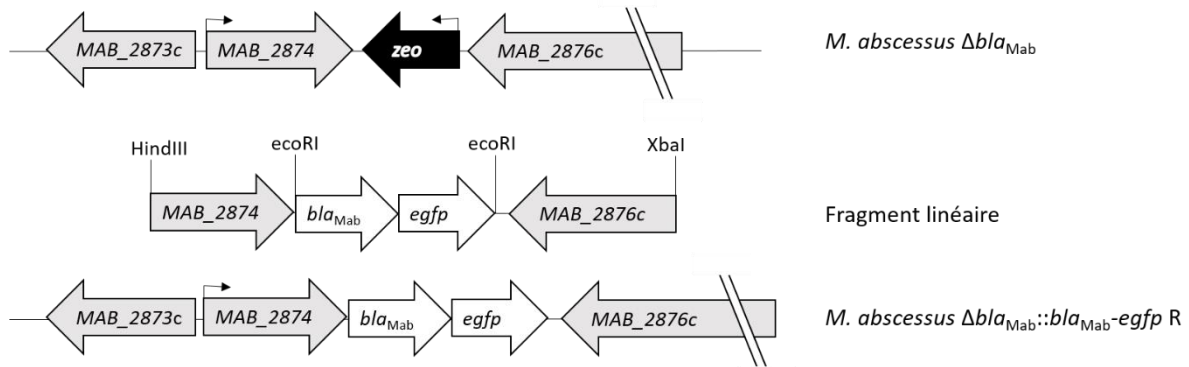 MAB_2873c MAB_2874 zeo MAB_2876c M. abscessus Δbla_Mab
HindIII ecoRI ecoRI XbaI
MAB_2874 bla_Mab egfp MAB_2876c Fragment linéaire
MAB_2873c MAB_2874 bla_Mab egfp MAB_2876c M. abscessus Δbla_Mab::bla_Mab-egfp R